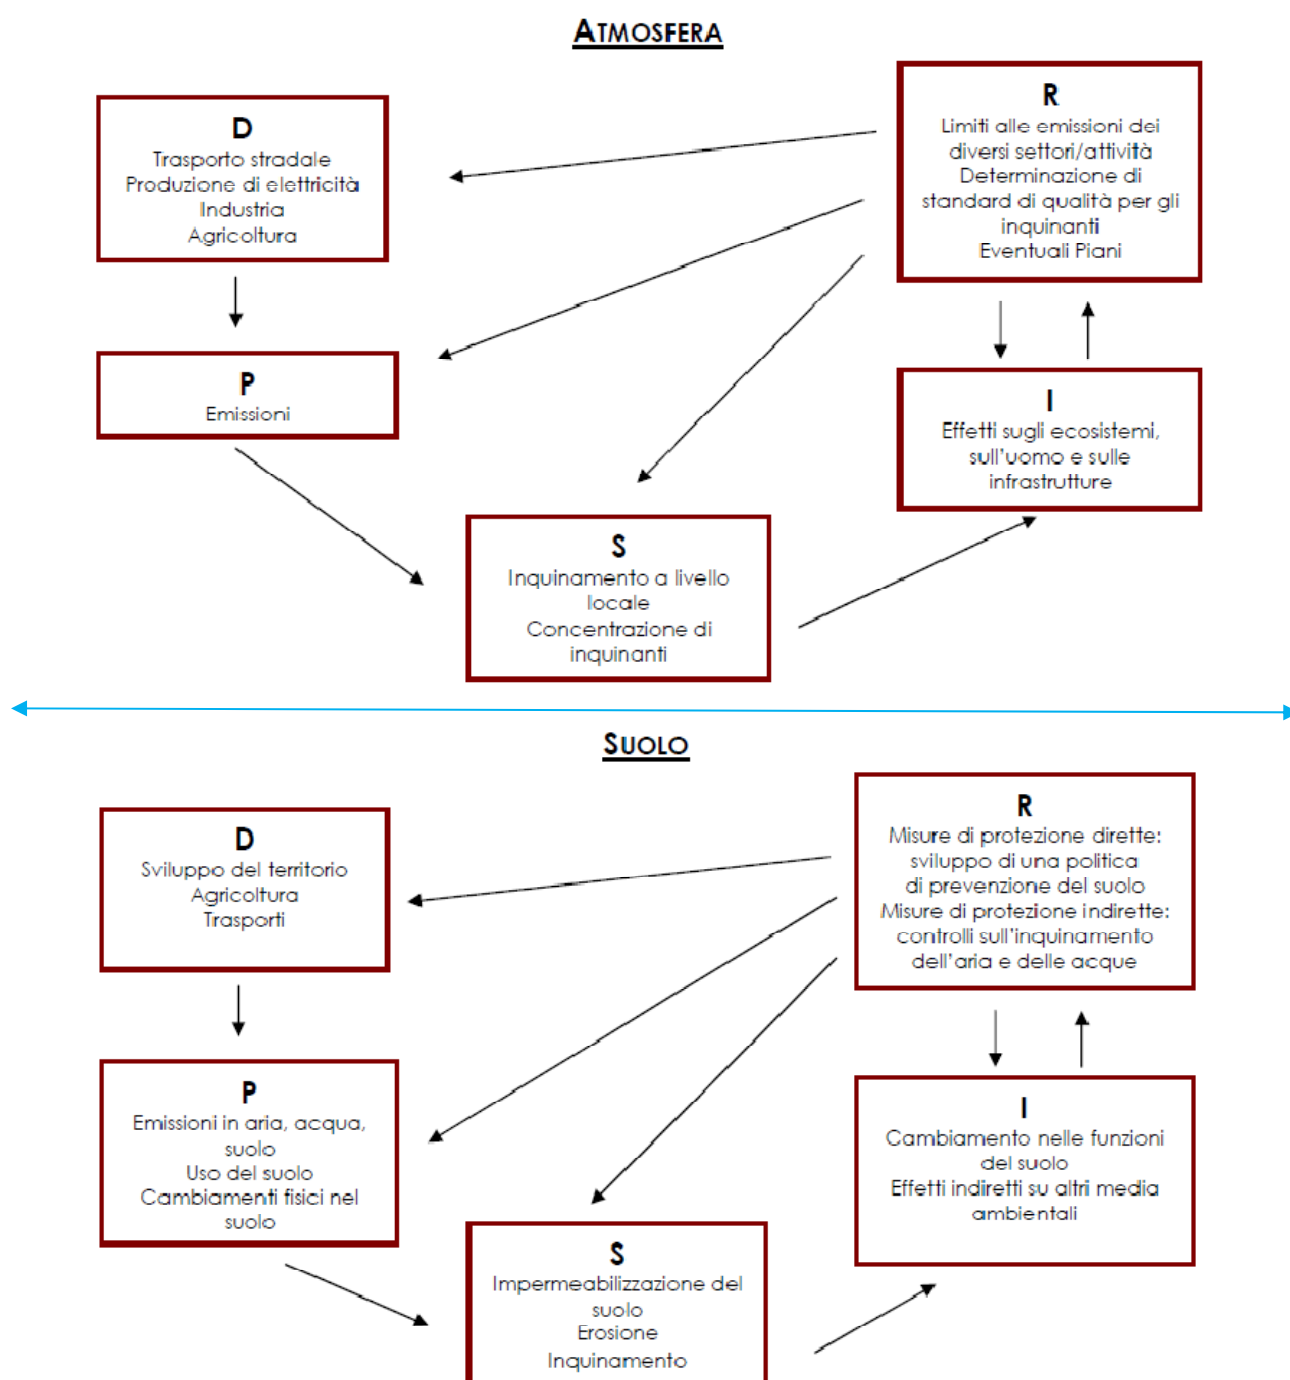 ATMOSFERA
D
Trasporto stradale
Produzione di elettricità
Industria
Agricoltura
R
Limiti alle emissioni dei
diversi settori/attività
Determinazione di
standard di qualità per gli
inquinanti
Eventuali Piani
P
Emissioni
I
Effetti sugli ecosistemi,
sull'uomo e sulle
infrastrutture
S
Inquinamento a livello
locale
Concentrazione di
inquinanti
SUOLO
D
Sviluppo del territorio
Agricoltura
Trasporti
R
Misure di protezione dirette:
sviluppo di una politica
di prevenzione del suolo
Misure di protezione indirette:
controlli sull'inquinamento
dell'aria e delle acque
P
Emissioni in aria, acqua,
suolo
Uso del suolo
Cambiamenti fisici nel
suolo
I
Cambiamento nelle funzioni
del suolo
Effetti indiretti su altri media
ambientali
S
Impermeabilizzazione del
suolo
Erosione
Inquinamento